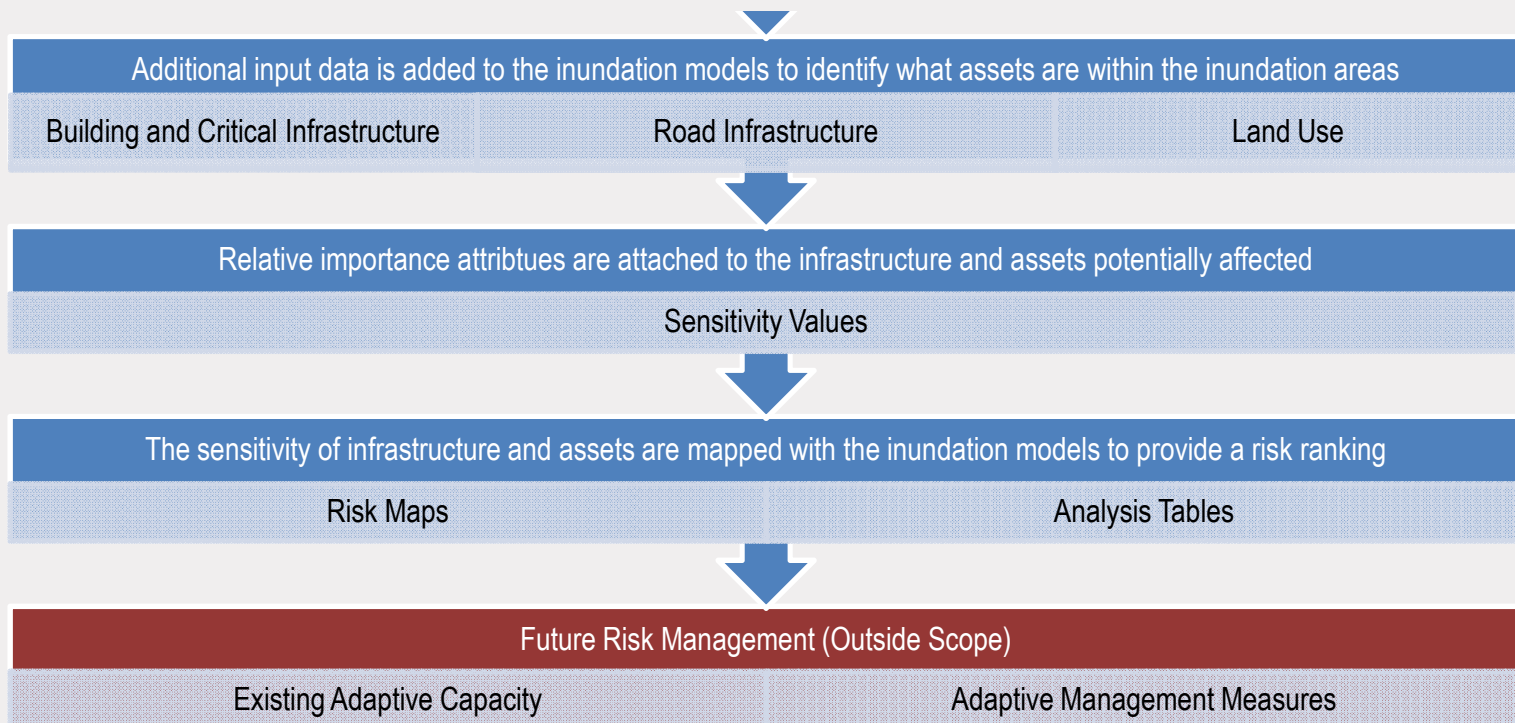 Additional input data is added to the inundation models to identify what assets are within the inundation areas
Building and Critical Infrastructure
Road Infrastructure
Land Use
Relative importance attribtues are attached to the infrastructure and assets potentially affected
Sensitivity Values
The sensitivity of infrastructure and assets are mapped with the inundation models to provide a risk ranking
Risk Maps
Analysis Tables
Future Risk Management (Outside Scope)
Existing Adaptive Capacity
Adaptive Management Measures